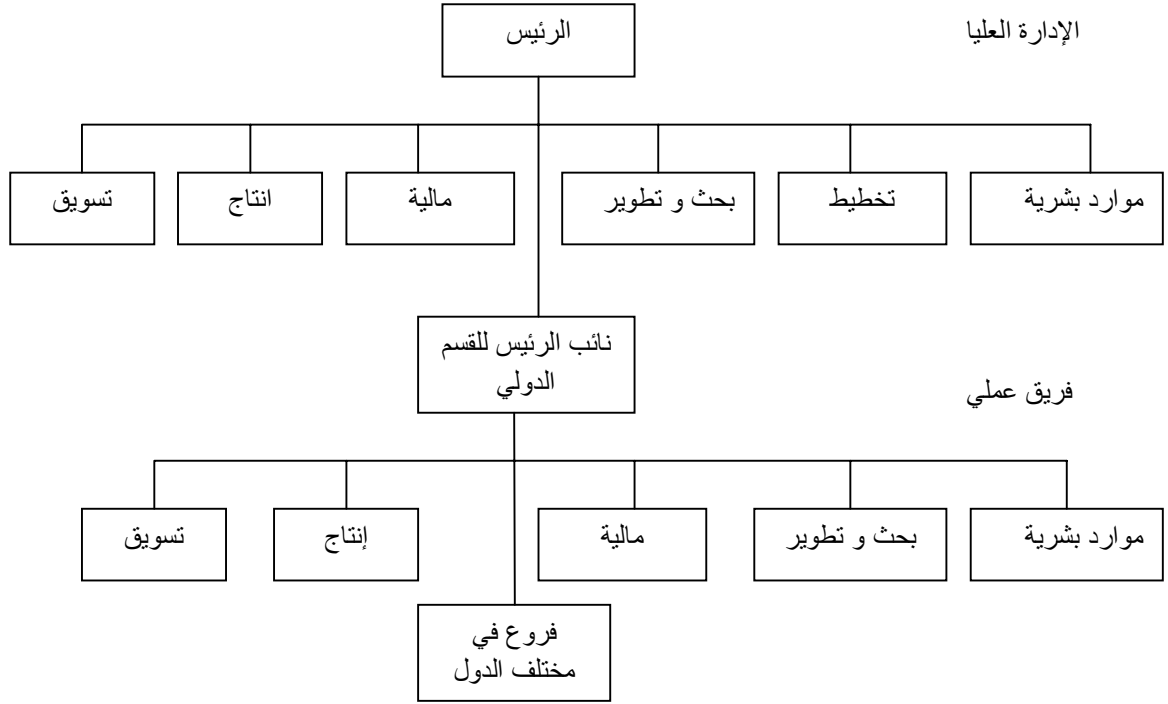 الإدارة العليا
الرئيس
موارد بشرية
تخطيط
بحث و تطوير
مالية
انتاج
تسويق
نائب الرئيس للقسم
الدولي
فريق عملي
موارد بشرية
بحث و تطوير
مالية
إنتاج
تسويق
فروع في
مختلف الدول